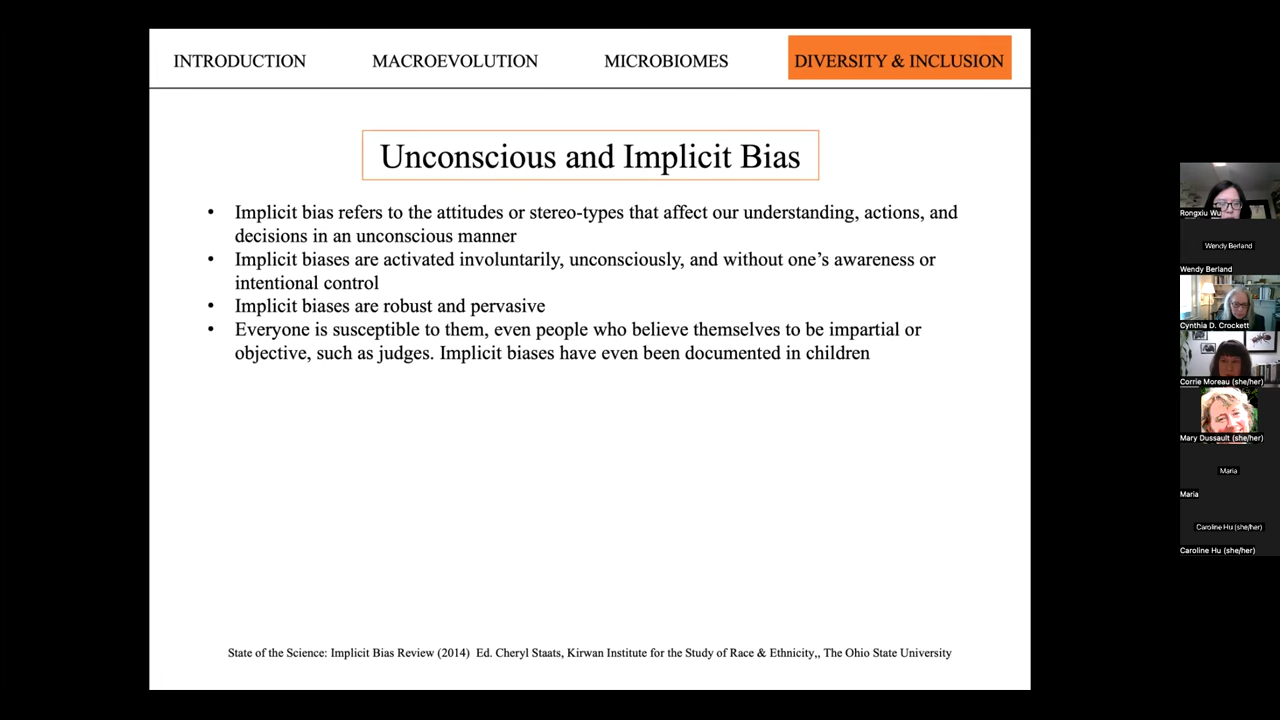 INTRODUCTION MACROEVOLUTION MICROBIOMES DIVERSITY & INCLUSION
Unconscious and Implicit Bias
• Implicit bias refers to the attitudes or stereo-types that affect our understanding, actions, and
decisions in an unconscious manner
• Implicit biases are activated involuntarily, unconsciously, and without one’s awareness or
intentional control
• Implicit biases are robust and pervasive
• Everyone is susceptible to them, even people who believe themselves to be impartial or
objective, such as judges. Implicit biases have even been documented in children
State of the Science: Implicit Bias Review (2014) Ed. Cheryl Staats, Kirwan Institute for the Study of Race & Ethnicity,, The Ohio State University
Rongxiu Wu
Wendy Berland
Wendy Berland
Cynthia D. Crockett
Corrie Moreau (she/her)
Mary Dussault (she/her)
Maria
Maria
Caroline Hu (she/her)
Caroline Hu (she/her)